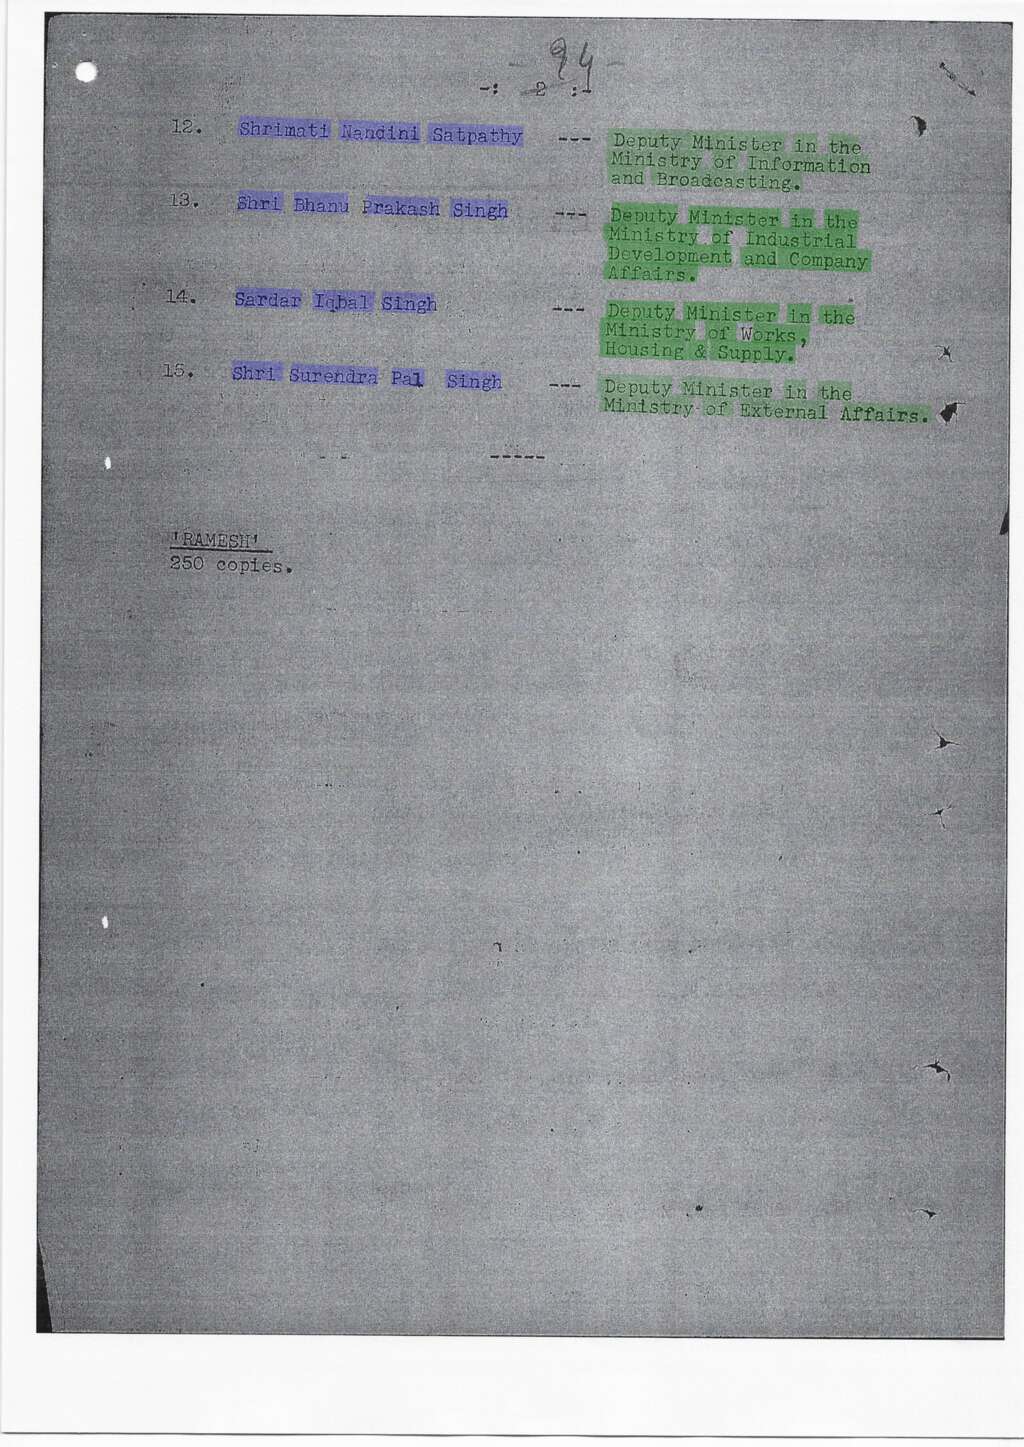 - 94 -
-: 2 :-
12. Shrimati Nandini Satpathy --- Deputy Minister in the
Ministry of Information
and Broadcasting.
13. Shri Bhanu Prakash Singh --- Deputy Minister in the
Ministry of Industrial
Development and Company
Affairs.
14. Sardar Iqbal Singh --- Deputy Minister in the
Ministry of Works,
Housing & Supply.
15. Shri Surendra Pal Singh --- Deputy Minister in the
Ministry of External Affairs.
-----
'RAMESH'
250 copies.